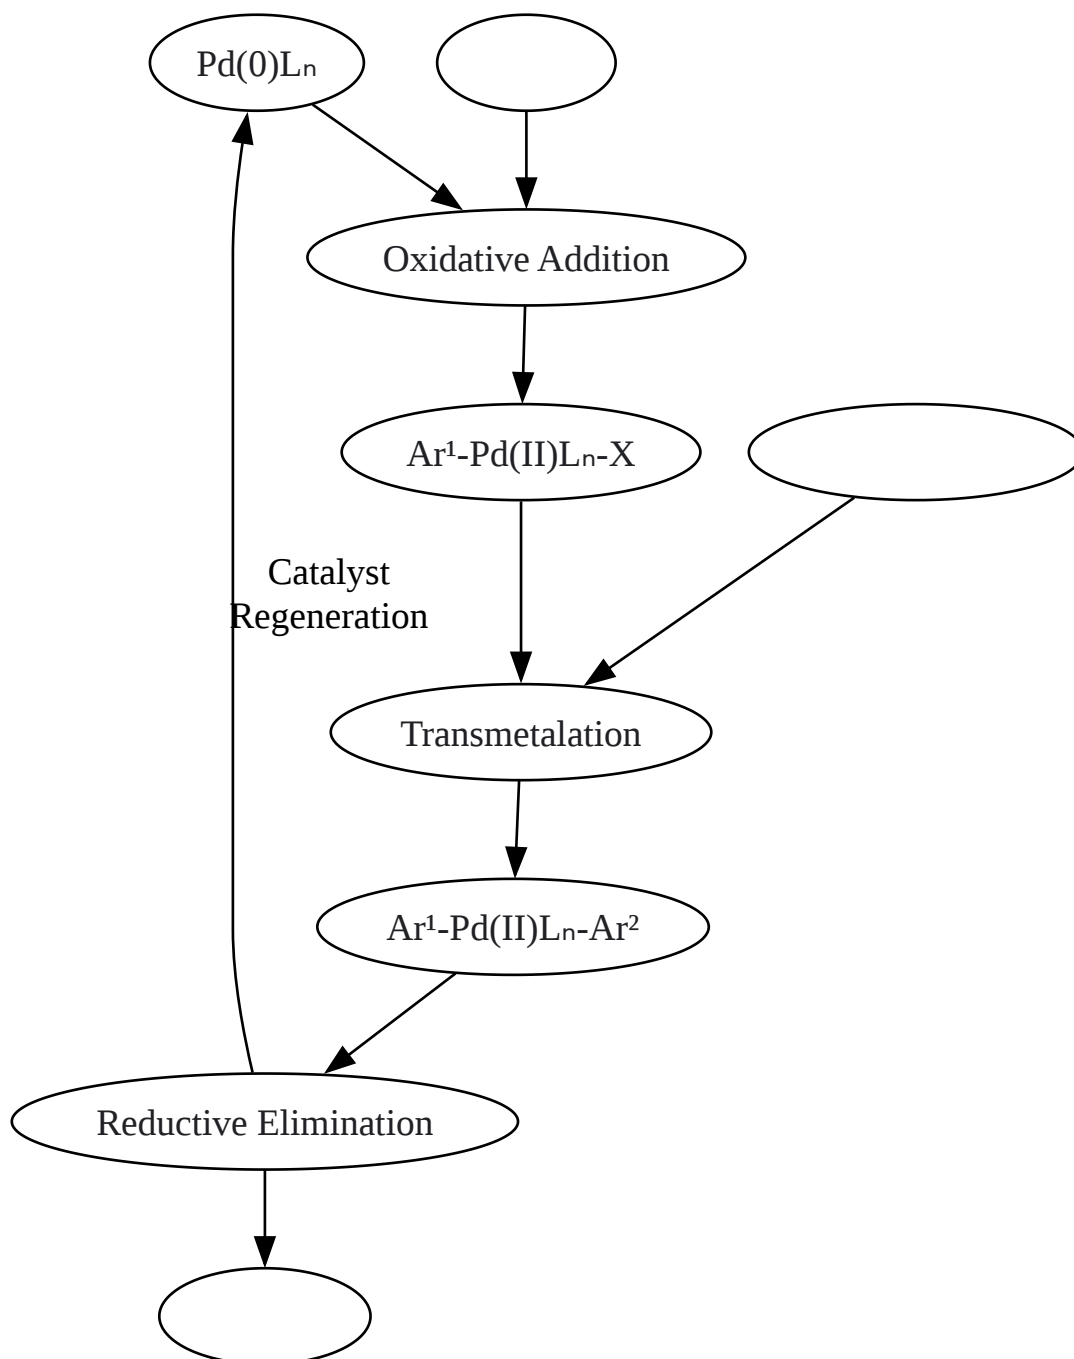 Pd(0)Lₙ
Oxidative Addition
Ar¹-Pd(II)Lₙ-X
Catalyst
Regeneration
Transmetalation
Ar¹-Pd(II)Lₙ-Ar²
Reductive Elimination